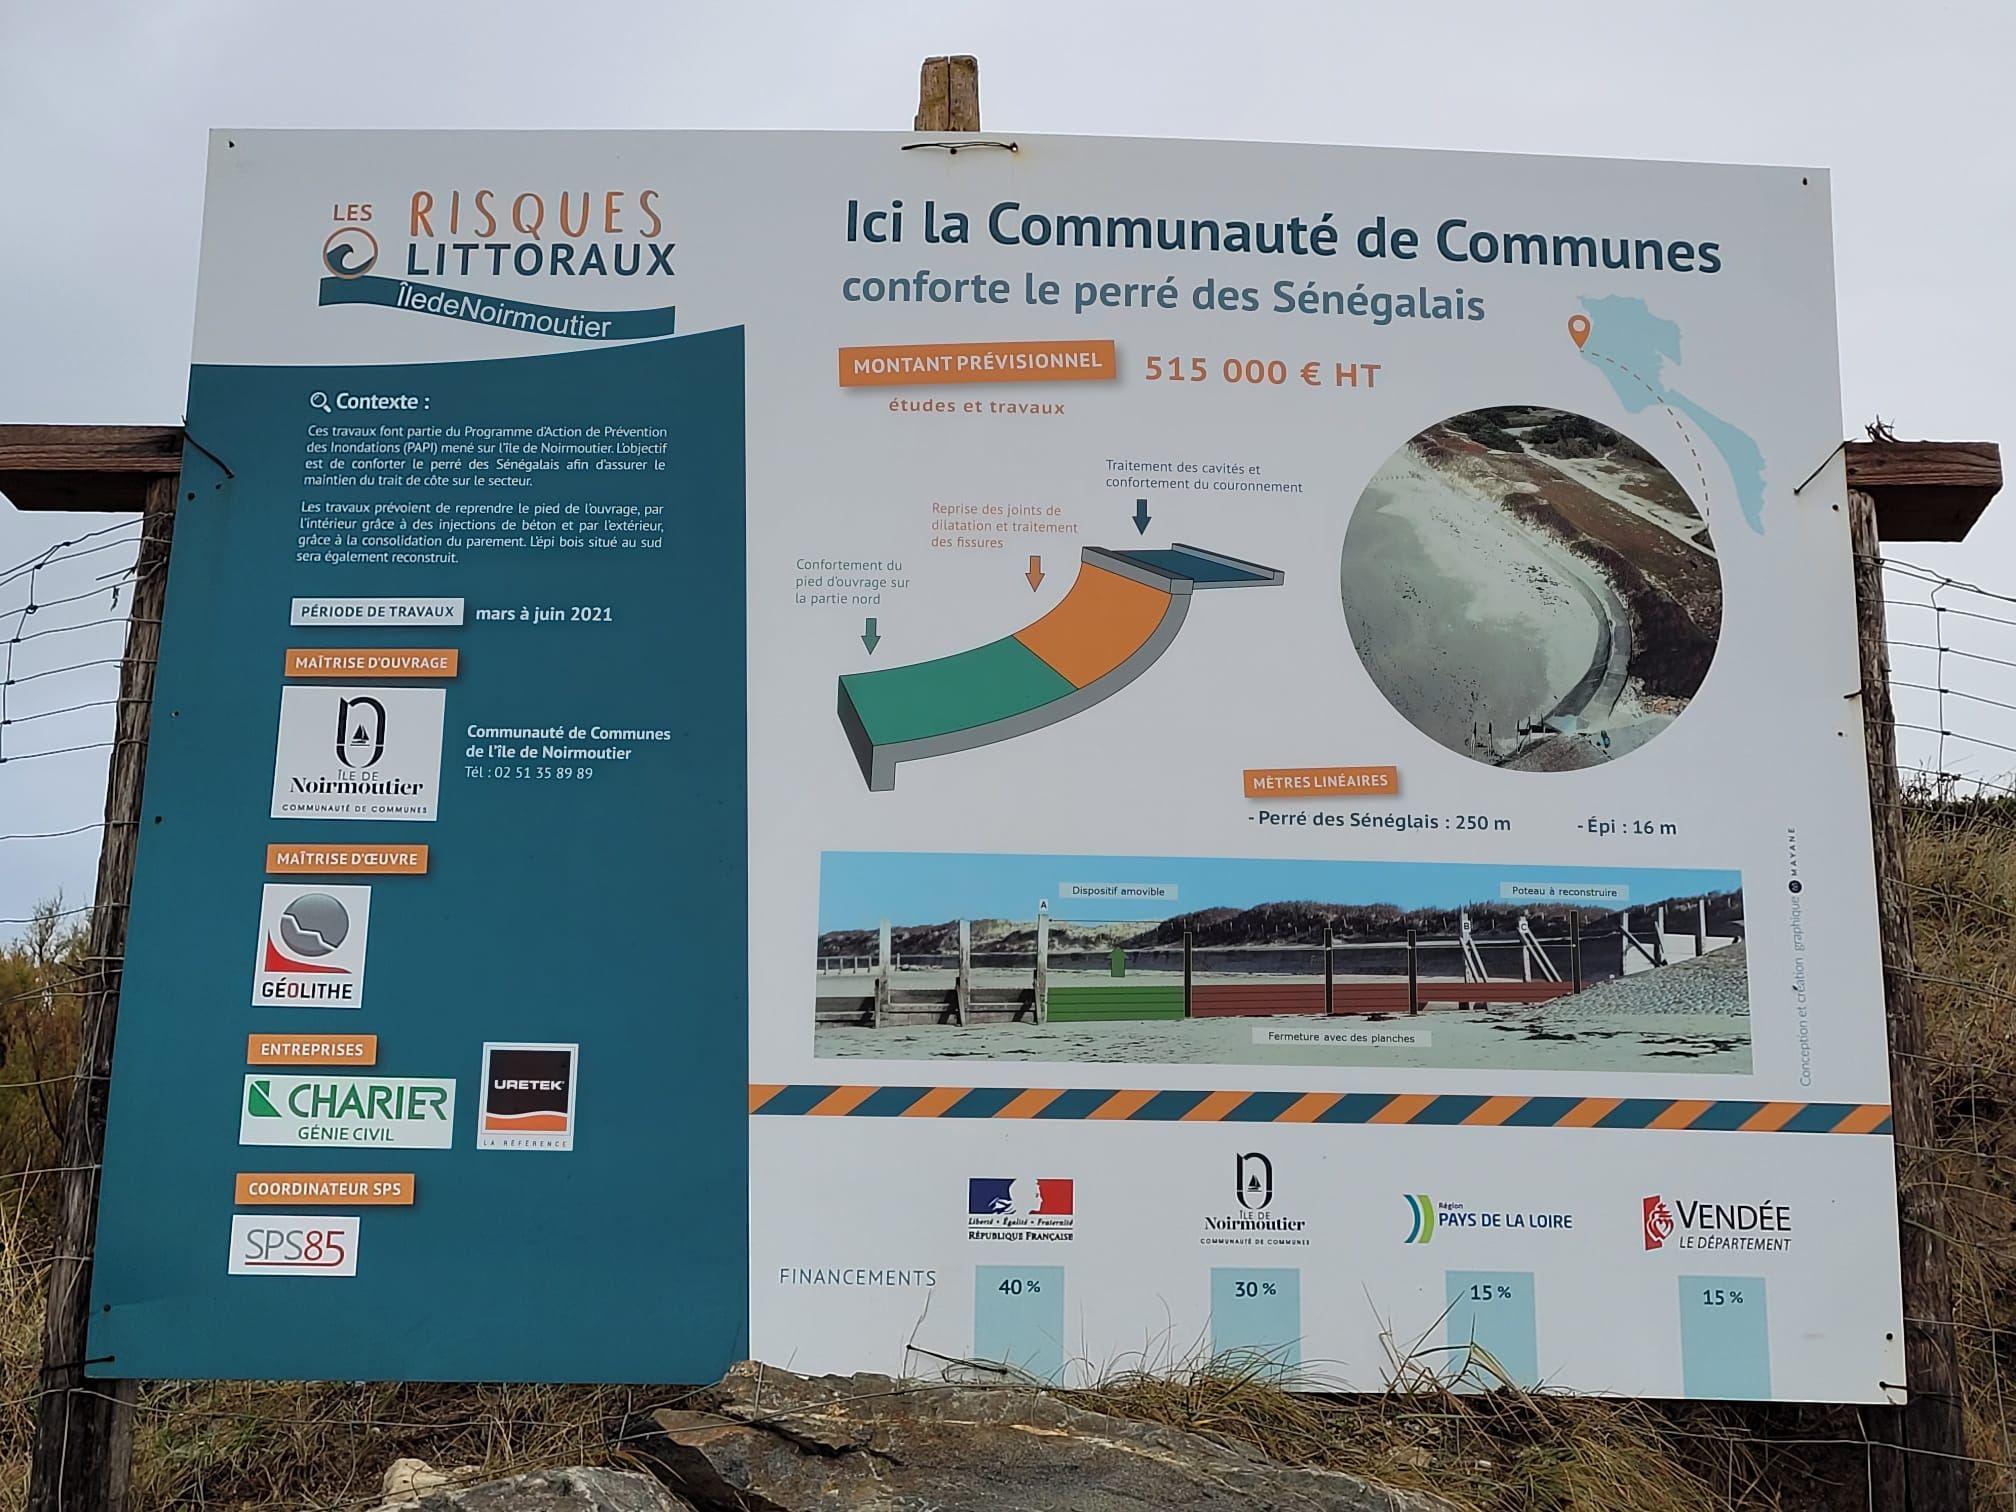 LES RISQUES
LITTORAUX
ÎledeNoirmoutier
Contexte :
Ces travaux font partie du Programme d'Action de Prévention
des Inondations (PAPI) mené sur l'île de Noirmoutier. L'objectif
est de conforter le perré des Sénégalais afin d'assurer le
maintien du trait de côte sur le secteur.
Les travaux prévoient de reprendre le pied de l'ouvrage, par
l'intérieur grâce à des injections de béton et par l'extérieur,
grâce à la consolidation du parement. L'épi bois situé au sud
sera également reconstruit.
PÉRIODE DE TRAVAUX mars à juin 2021
MAÎTRISE D'OUVRAGE
ÎLE DE
Noirmoutier
COMMUNAUTÉ DE COMMUNES
Communauté de Communes
de l'île de Noirmoutier
Tél : 02 51 35 89 89
MAÎTRISE D'ŒUVRE
GÉOLITHE
ENTREPRISES
CHARIER
GÉNIE CIVIL
URETEK
LA RÉFÉRENCE
COORDINATEUR SPS
SPS85
Ici la Communauté de Communes
conforte le perré des Sénégalais
MONTANT PRÉVISIONNEL 515 000 € HT
études et travaux
Traitement des cavités et
confortement du couronnement
Reprise des joints de
dilatation et traitement
des fissures
Confortement du
pied d'ouvrage sur
la partie nord
MÈTRES LINÉAIRES
- Perré des Sénéglais : 250 m - Épi : 16 m
Dispositif amovible
Poteau à reconstruire
A
B
C
Fermeture avec des planches
Conception et création graphique MAYANE
Liberté • Égalité • Fraternité
RÉPUBLIQUE FRANÇAISE
ÎLE DE
Noirmoutier
COMMUNAUTÉ DE COMMUNES
Région
PAYS DE LA LOIRE
VENDÉE
LE DÉPARTEMENT
FINANCEMENTS 40 % 30 % 15 % 15 %